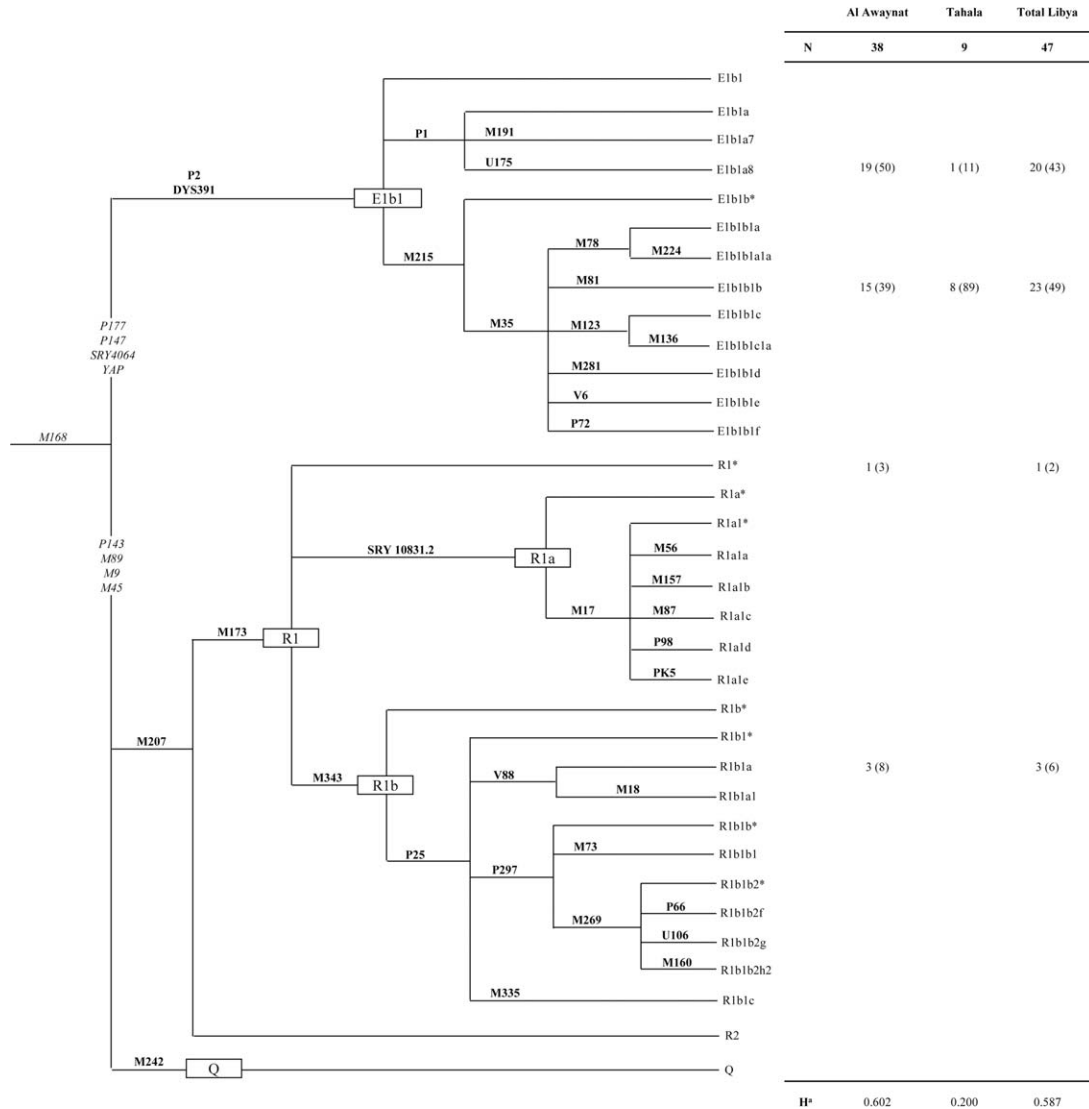 Al Awaynat Tahala Total Libya
N 38 9 47
E1b1
E1b1a
P1 M191 E1b1a7
U175 E1b1a8 19 (50) 1 (11) 20 (43)
P2
DYS391
E1b1 E1b1b*
E1b1b1a
M78 M224 E1b1b1a1a
M215
M81 E1b1b1b 15 (39) 8 (89) 23 (49)
E1b1b1c
M35 M123 M136 E1b1b1c1a
P177
P147
SRY4064
YAP
M281 E1b1b1d
V6 E1b1b1e
P72 E1b1b1f
M168
R1* 1 (3) 1 (2)
R1a*
R1a1*
P143
M89
M9
M45
SRY 10831.2 R1a M56 R1a1a
M157 R1a1b
M17 M87 R1a1c
M173 R1 P98 R1a1d
PK5 R1a1e
R1b*
R1b1*
M207
V88 R1b1a 3 (8) 3 (6)
M343 R1b M18 R1b1a1
R1b1b*
P25 M73 R1b1b1
P297
R1b1b2*
P66 R1b1b2f
M269
U106 R1b1b2g
M160 R1b1b2h2
M335 R1b1c
R2
M242 Q Q
Hᵃ 0.602 0.200 0.587